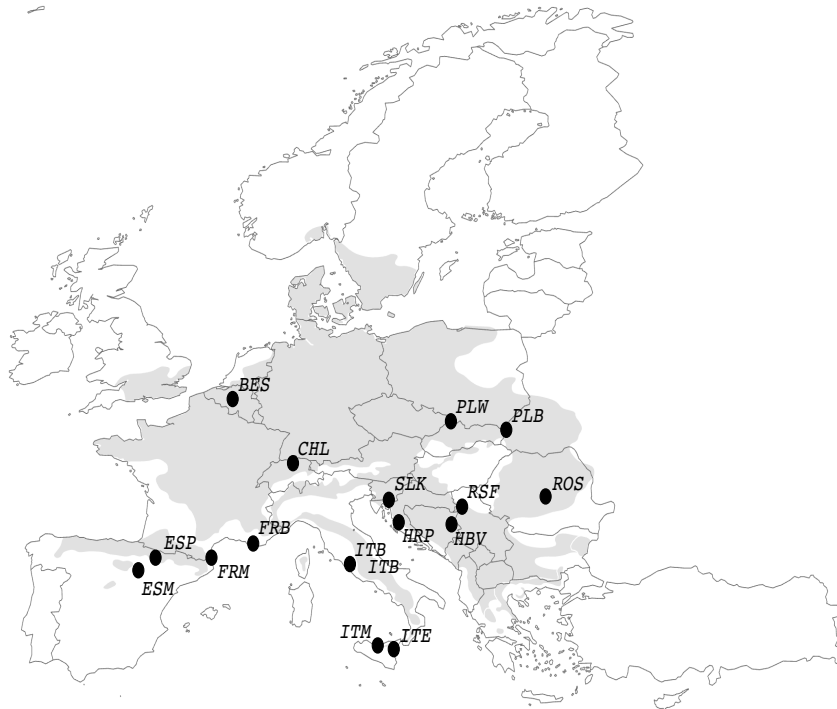 BES
PLW
PLB
CHL
SLK
RSF
ROS
FRB
HRP
HBV
ESP
ITB
ITB
FRM
ESM
ITM
ITE